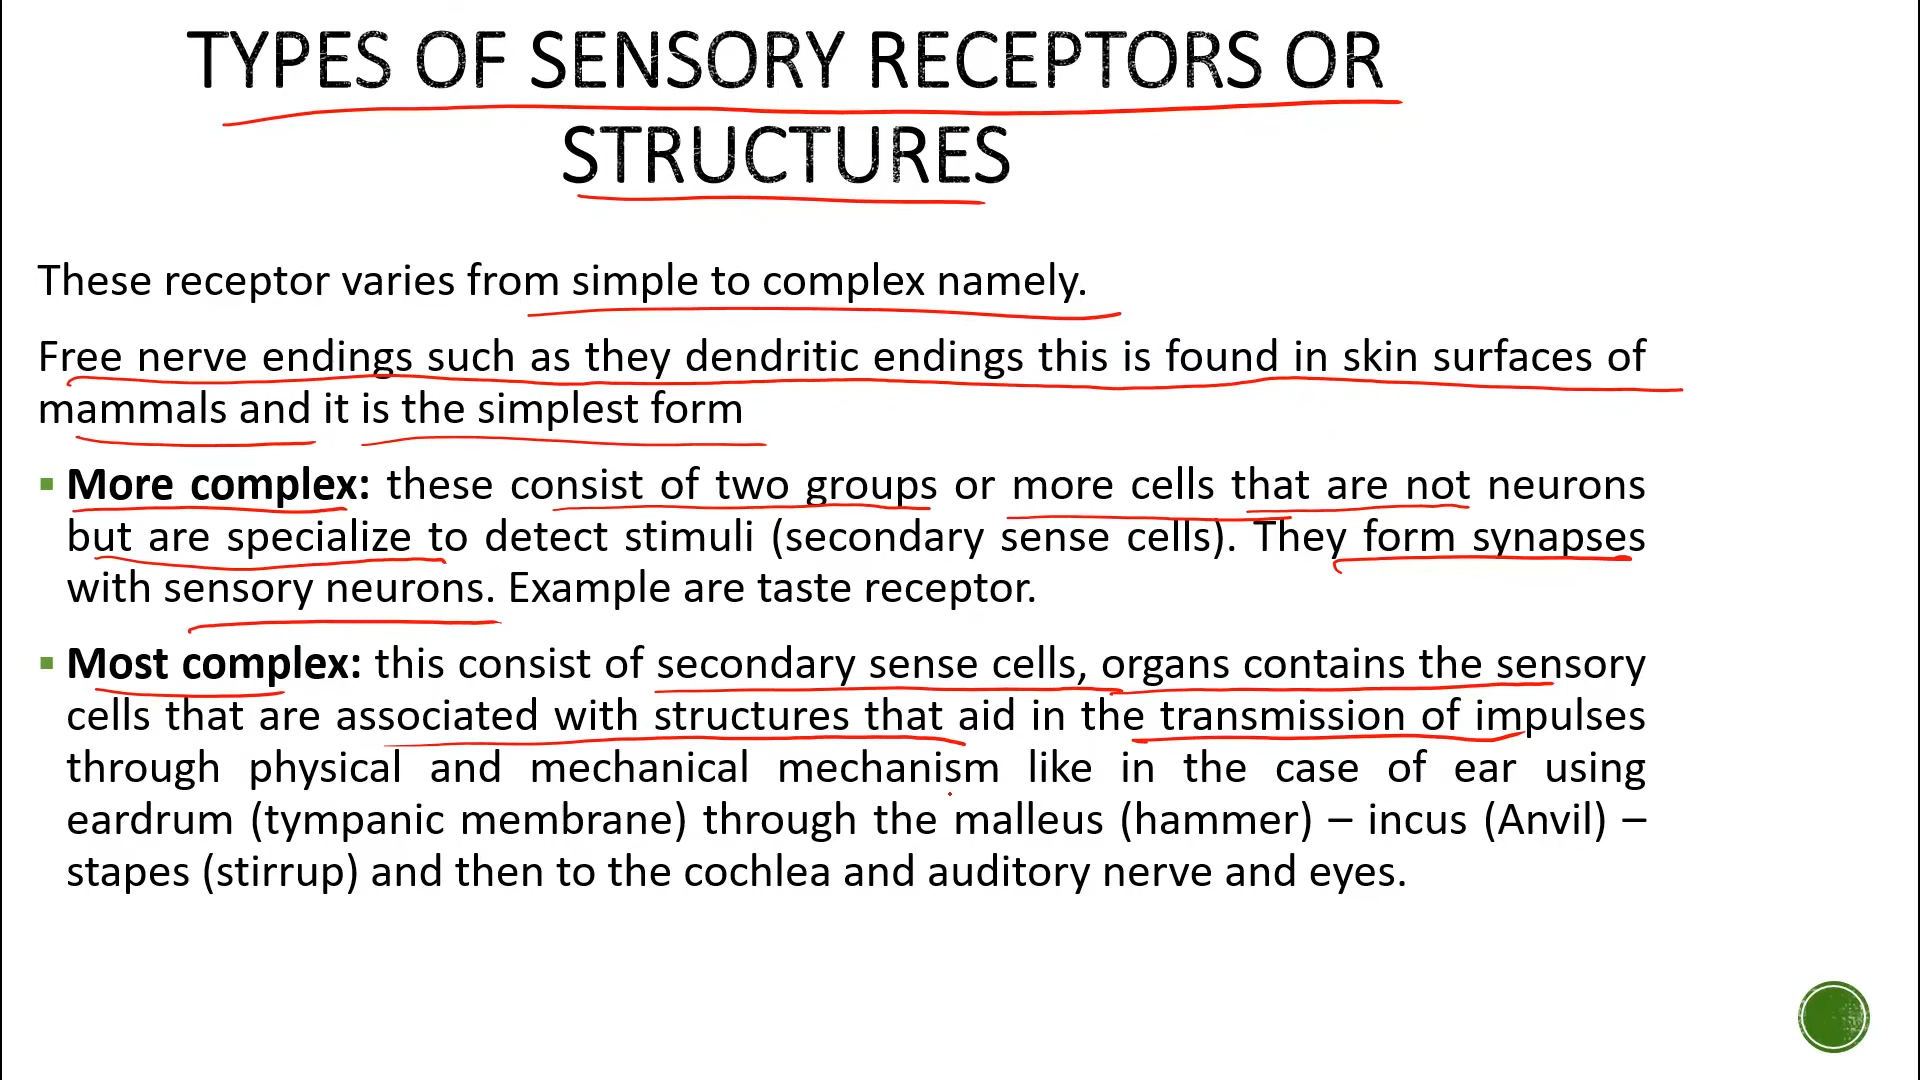 TYPES OF SENSORY RECEPTORS OR
STRUCTURES
These receptor varies from simple to complex namely.
Free nerve endings such as they dendritic endings this is found in skin surfaces of
mammals and it is the simplest form
▪ More complex: these consist of two groups or more cells that are not neurons
but are specialize to detect stimuli (secondary sense cells). They form synapses
with sensory neurons. Example are taste receptor.
▪ Most complex: this consist of secondary sense cells, organs contains the sensory
cells that are associated with structures that aid in the transmission of impulses
through physical and mechanical mechanism like in the case of ear using
eardrum (tympanic membrane) through the malleus (hammer) – incus (Anvil) –
stapes (stirrup) and then to the cochlea and auditory nerve and eyes.